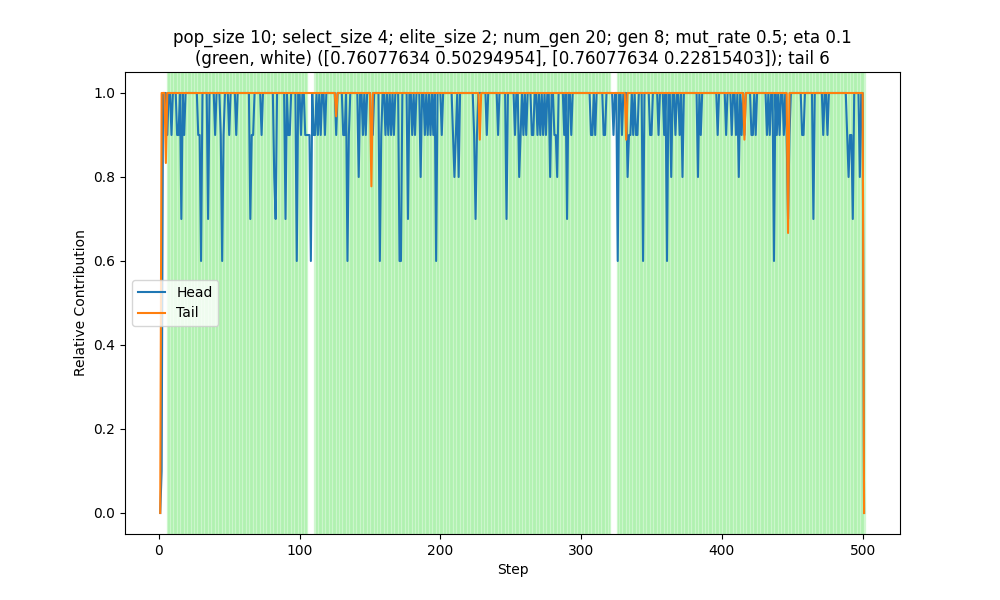 pop_size 10; select_size 4; elite_size 2; num_gen 20; gen 8; mut_rate 0.5; eta 0.1
(green, white) ([0.76077634 0.50294954], [0.76077634 0.22815403]); tail 6
1.0
0.8
0.6
0.4
0.2
0.0
Relative Contribution
Head
Tail
0
100
200
300
400
500
Step